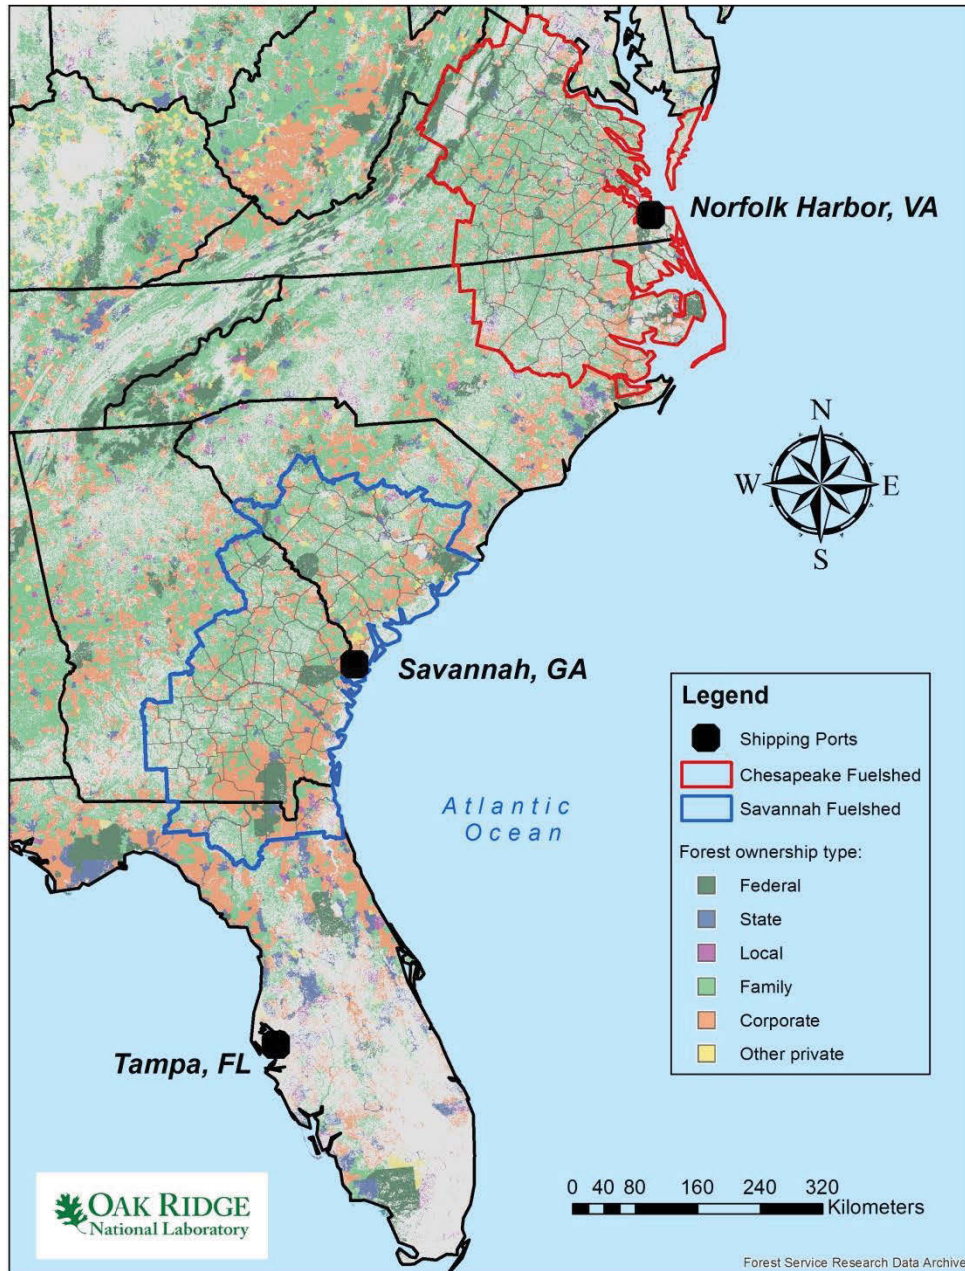 Norfolk Harbor, VA
N
W E
S
Savannah, GA
Atlantic
Ocean
Tampa, FL
Legend
Shipping Ports
Chesapeake Fuelshed
Savannah Fuelshed
Forest ownership type:
Federal
State
Local
Family
Corporate
Other private
OAK RIDGE
National Laboratory
0 40 80 160 240 320
Kilometers
Forest Service Research Data Archive